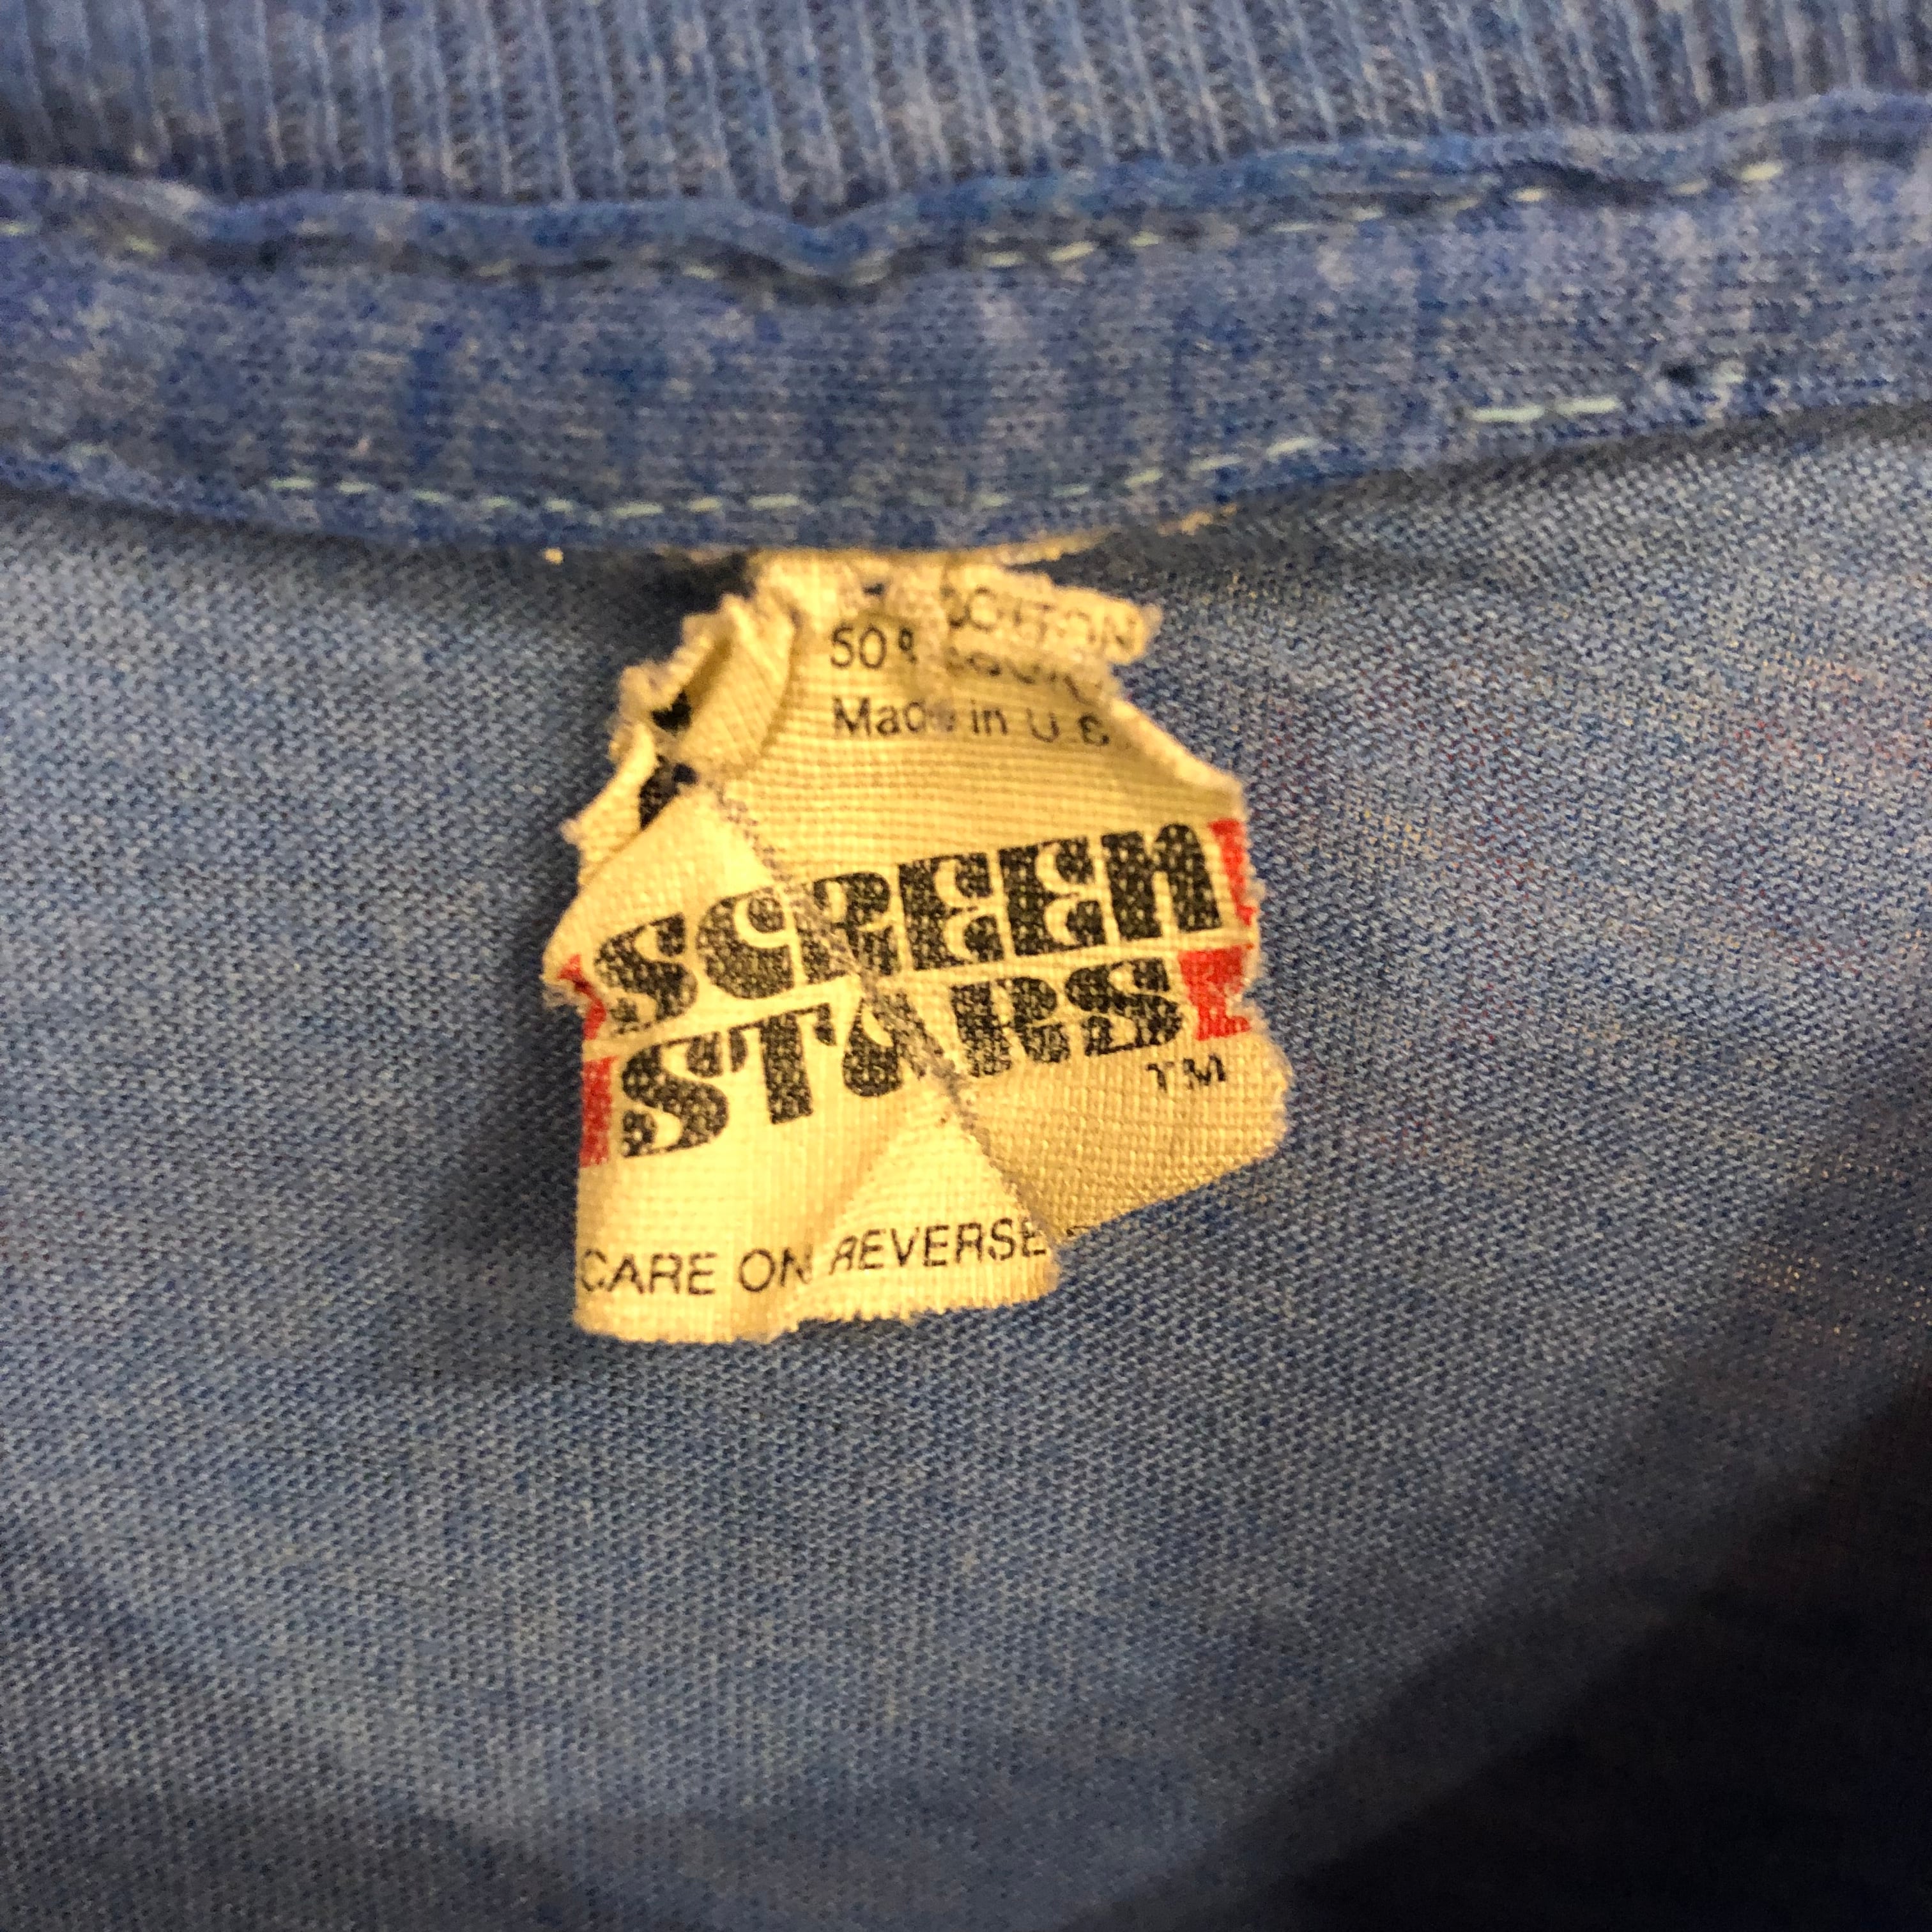 COTTON
50%
Made in U.S
SCREEN
STARS
TM
CARE ON REVERSE